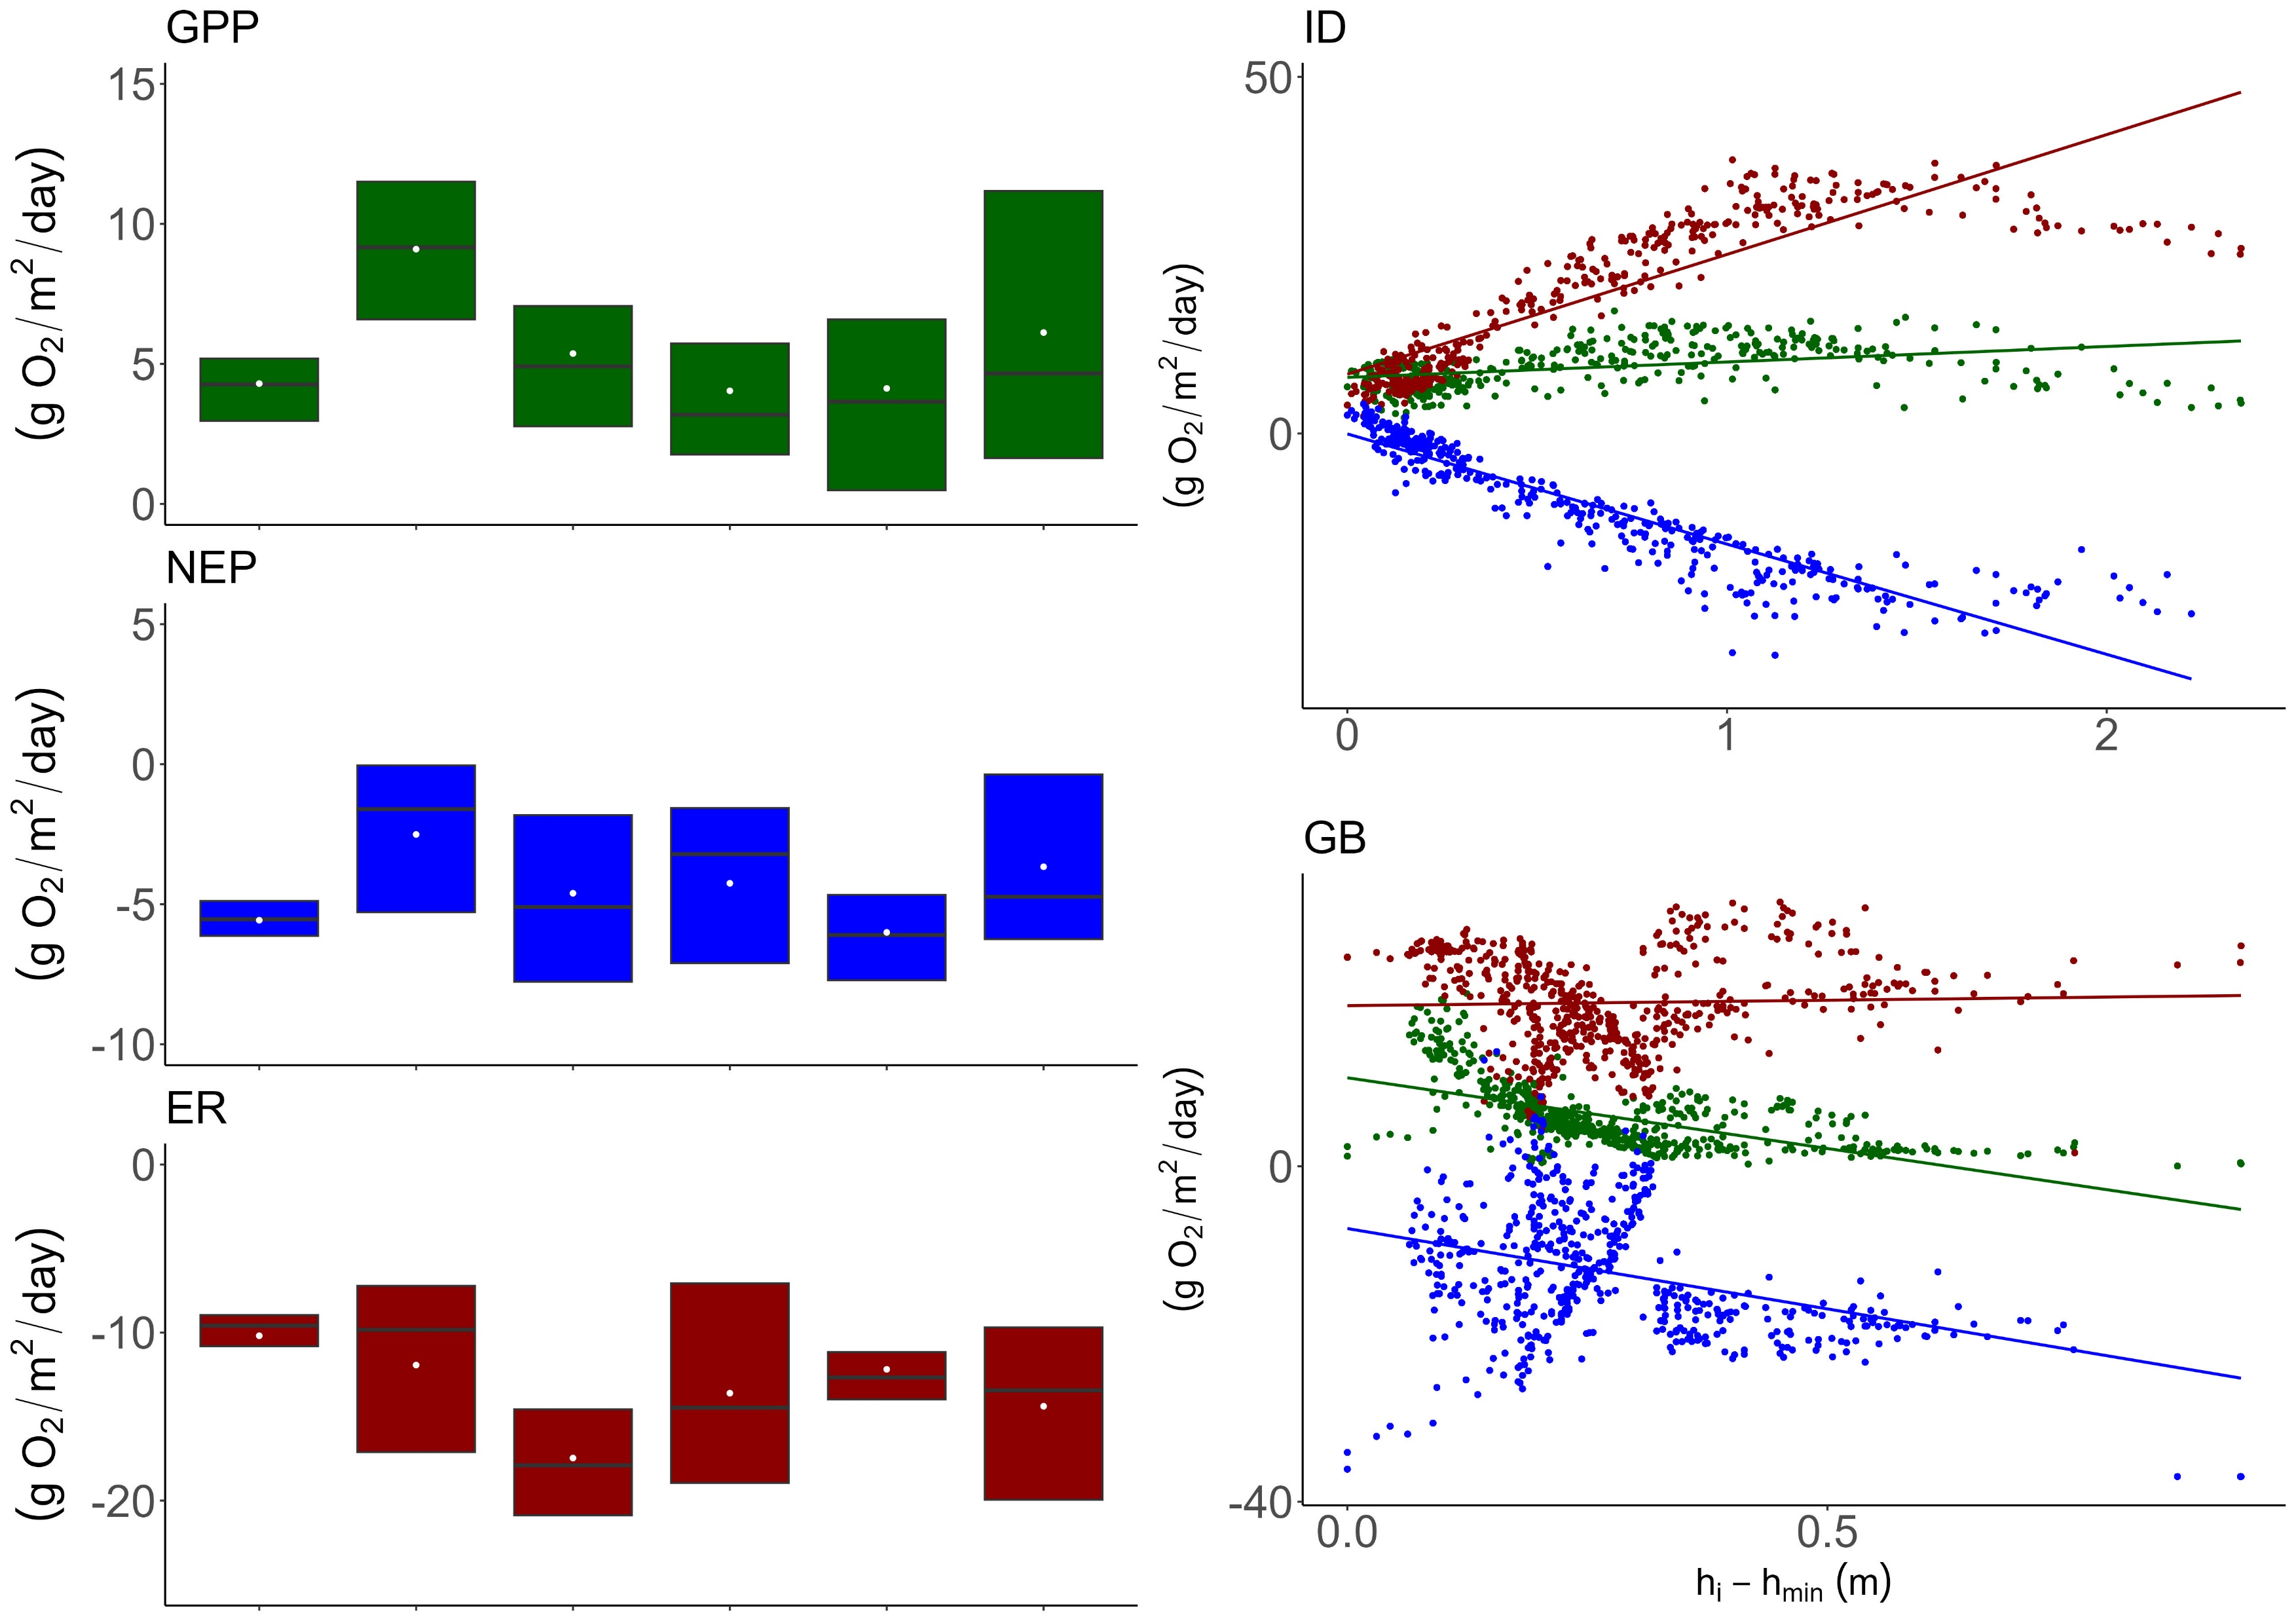 GPP
15
10
5
0
(g O₂/m²/day)
NEP
5
0
-5
-10
(g O₂/m²/day)
ER
0
-10
-20
(g O₂/m²/day)
ID
50
0
(g O₂/m²/day)
0 1 2
GB
0
-40
(g O₂/m²/day)
0.0 0.5
hᵢ − hₘᵢₙ (m)